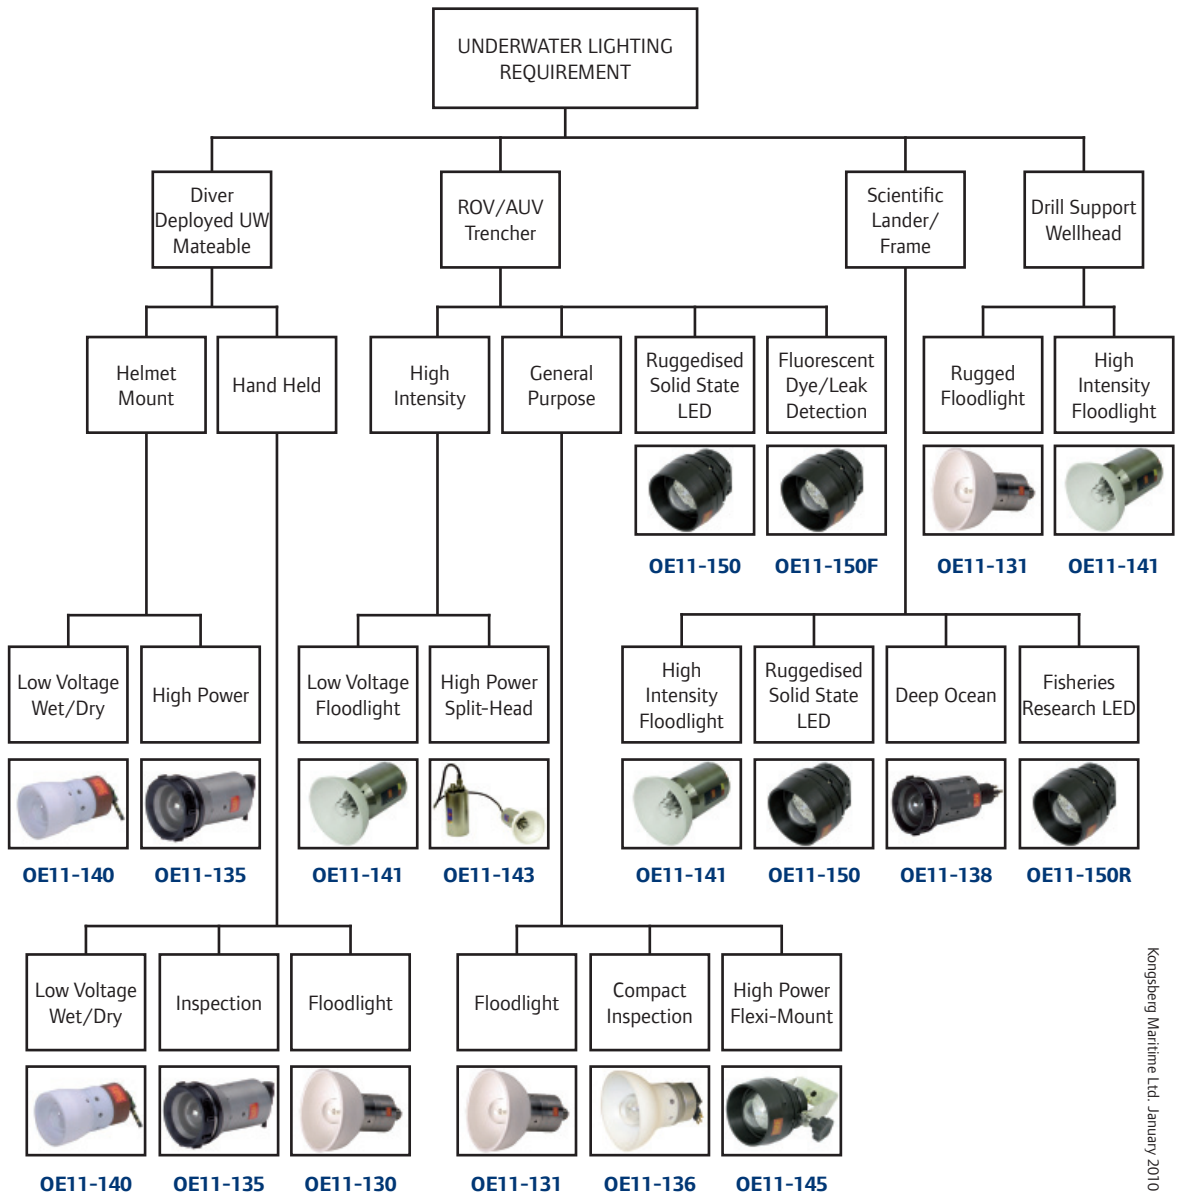 UNDERWATER LIGHTING
REQUIREMENT
Diver
Deployed UW
Mateable
ROV/AUV
Trencher
Scientific
Lander/
Frame
Drill Support
Wellhead
Helmet
Mount
Hand Held
High
Intensity
General
Purpose
Ruggedised
Solid State
LED
Fluorescent
Dye/Leak
Detection
Rugged
Floodlight
High
Intensity
Floodlight
OE11-150
OE11-150F
OE11-131
OE11-141
Low Voltage
Wet/Dry
High Power
Low Voltage
Floodlight
High Power
Split-Head
High
Intensity
Floodlight
Ruggedised
Solid State
LED
Deep Ocean
Fisheries
Research LED
OE11-140
OE11-135
OE11-141
OE11-143
OE11-141
OE11-150
OE11-138
OE11-150R
Low Voltage
Wet/Dry
Inspection
Floodlight
Floodlight
Compact
Inspection
High Power
Flexi-Mount
OE11-140
OE11-135
OE11-130
OE11-131
OE11-136
OE11-145
Kongsberg Maritime Ltd. January 2010